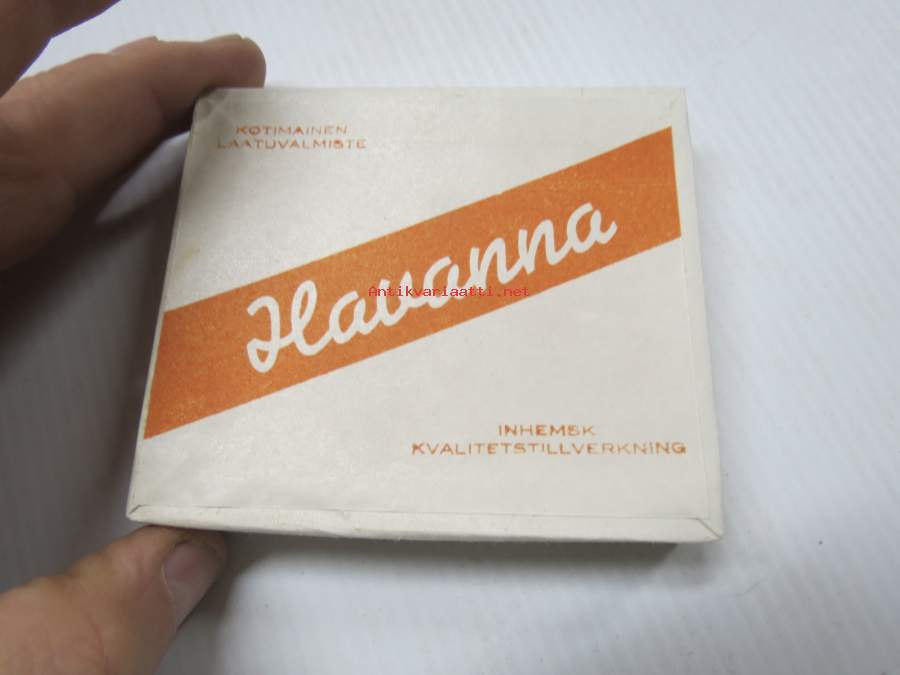 KOTIMAINEN
LAATUVALMISTE
Havanna
Antikvariaatti.net
INHEMSK
KVALITETSTILLVERKNING